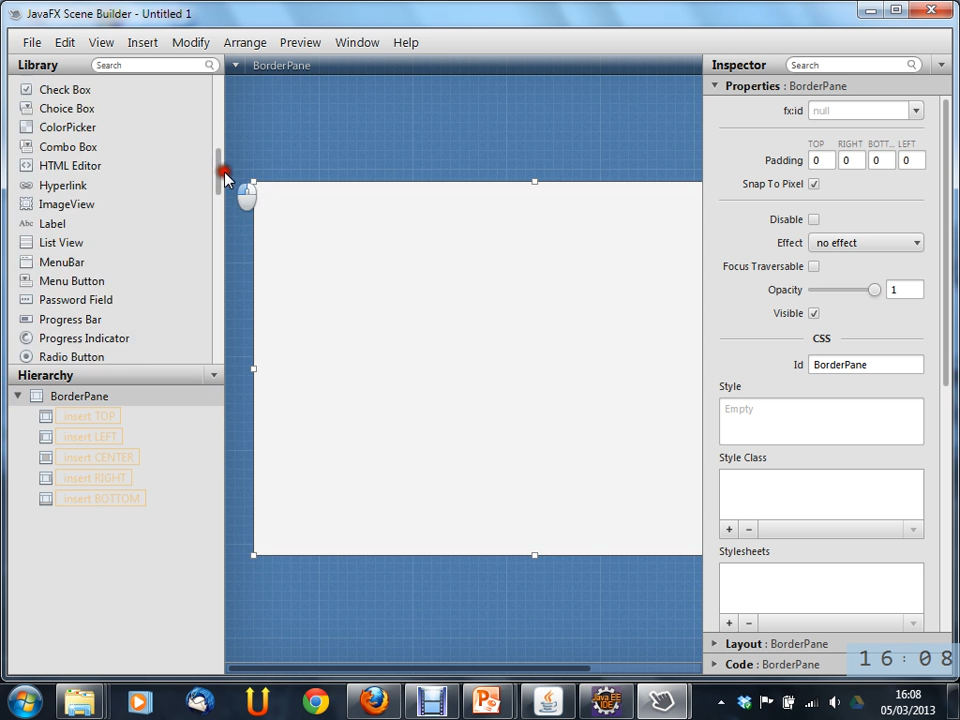 JavaFX Scene Builder - Untitled 1
File Edit View Insert Modify Arrange Preview Window Help
Library
Search
BorderPane
Inspector
Search
Check Box
Choice Box
ColorPicker
Combo Box
HTML Editor
Hyperlink
ImageView
Abc Label
List View
MenuBar
Menu Button
Password Field
Progress Bar
Progress Indicator
Radio Button
Hierarchy
BorderPane
insert TOP
insert LEFT
insert CENTER
insert RIGHT
insert BOTTOM
Properties : BorderPane
fx:id null
TOP RIGHT BOTT... LEFT
Padding 0 0 0 0
Snap To Pixel
Disable
Effect no effect
Focus Traversable
Opacity 1
Visible
CSS
Id BorderPane
Style
Empty
Style Class
+ −
Stylesheets
+ −
Layout : BorderPane
Code : BorderPane
16:08
Java EE
IDE
16:08
05/03/2013